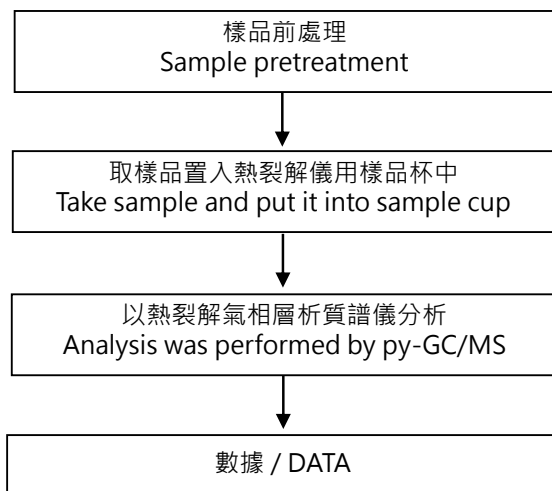 樣品前處理
Sample pretreatment
取樣品置入熱裂解儀用樣品杯中
Take sample and put it into sample cup
以熱裂解氣相層析質譜儀分析
Analysis was performed by py-GC/MS
數據 / DATA